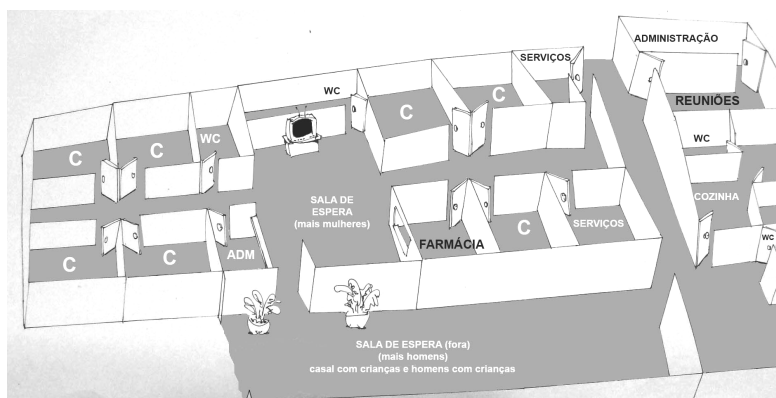 ADMINISTRAÇÃO
SERVIÇOS
WC
REUNIÕES
C
C
C
C
WC
WC
SALA DE
ESPERA
(mais mulheres)
COZINHA
C
SERVIÇOS
FARMÁCIA
WC
C
C
ADM
SALA DE ESPERA (fora)
(mais homens)
casal com crianças e homens com crianças